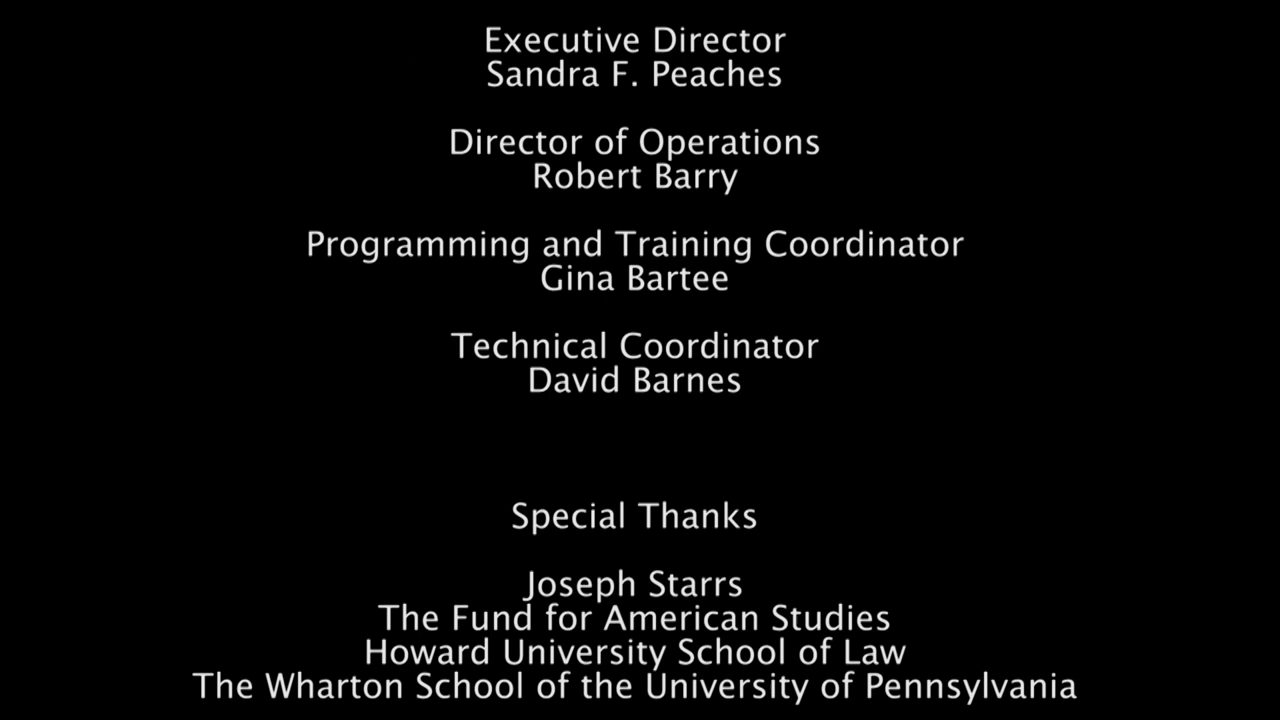 Executive Director
Sandra F. Peaches
Director of Operations
Robert Barry
Programming and Training Coordinator
Gina Bartee
Technical Coordinator
David Barnes
Special Thanks
Joseph Starrs
The Fund for American Studies
Howard University School of Law
The Wharton School of the University of Pennsylvania